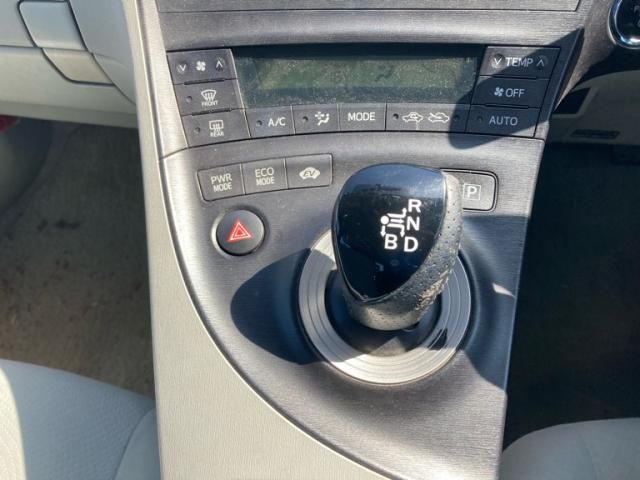 TEMP
FRONT
OFF
REAR
A/C
MODE
AUTO
PWR
MODE
ECO
MODE
EV
P
R
N
B D